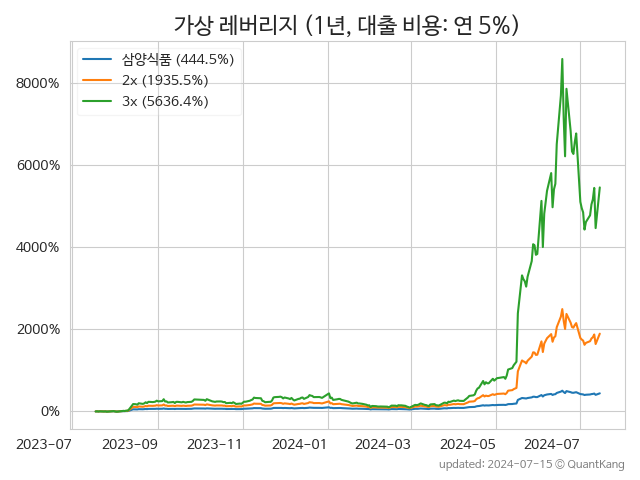 가상 레버리지 (1년, 대출 비용: 연 5%)
삼양식품 (444.5%)
2x (1935.5%)
3x (5636.4%)
8000%
6000%
4000%
2000%
0%
2023-07 2023-09 2023-11 2024-01 2024-03 2024-05 2024-07
updated: 2024-07-15 © QuantKang